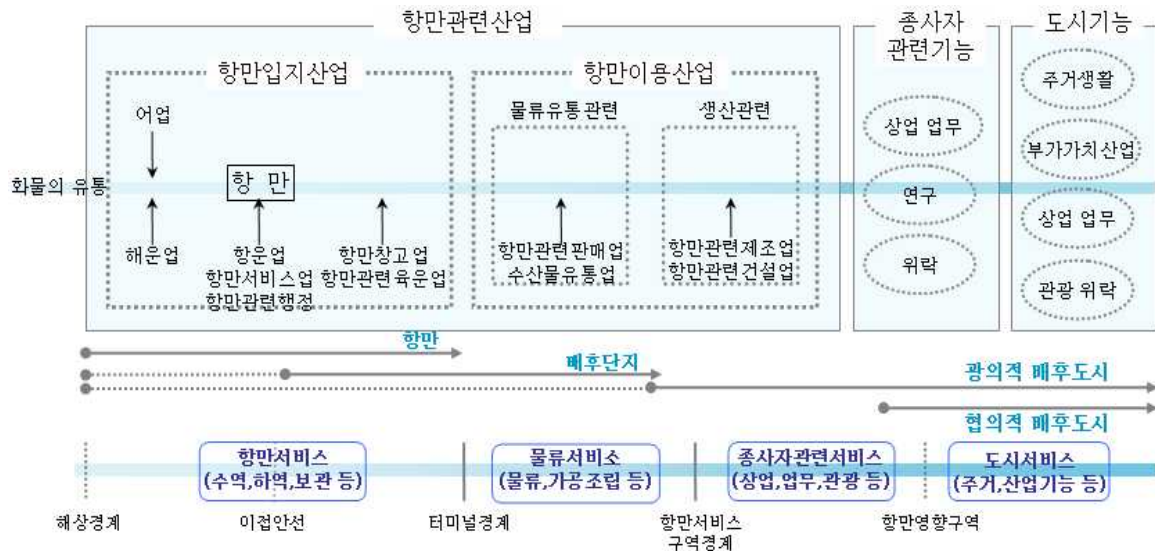 항만관련산업
종사자
관련기능
도시기능
항만입지산업
항만이용산업
어업
물류유통관련
생산관련
화물의 유통
항 만
해운업
항운업
항만서비스업
항만관련행정
항만창고업
항만관련육운업
항만관련판매업
수산물유통업
항만관련제조업
항만관련건설업
상업 업무
연구
위락
주거생활
부가가치산업
상업 업무
관광 위락
항만
배후단지
광의적 배후도시
협의적 배후도시
항만서비스
(수역,하역,보관 등)
물류서비소
(물류,가공조립 등)
종사자관련서비스
(상업,업무,관광 등)
도시서비스
(주거,산업기능 등)
해상경계
이접안선
터미널경계
항만서비스
구역경계
항만영향구역